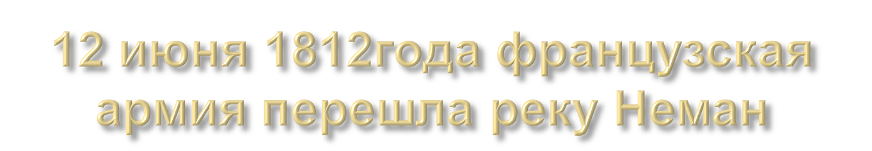 12 июня 1812года французская
армия перешла реку Неман